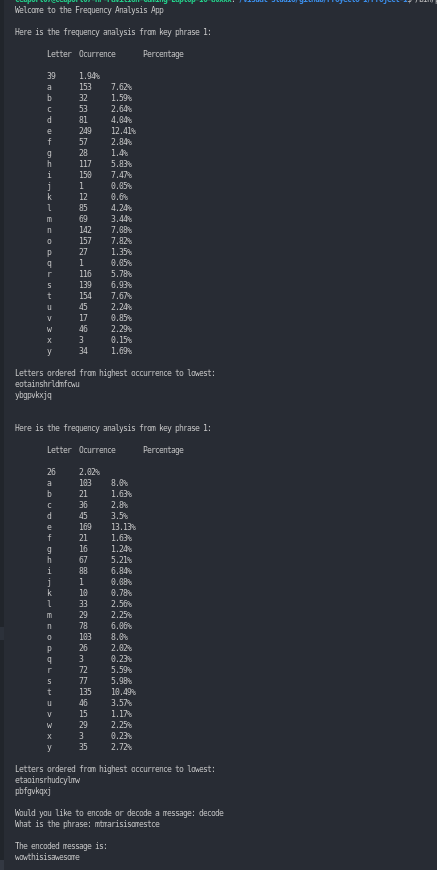 Welcome to the Frequency Analysis App
Here is the frequency analysis from key phrase 1:
Letter Ocurrence Percentage
39 1.94%
a 153 7.62%
b 32 1.59%
c 53 2.64%
d 81 4.04%
e 249 12.41%
f 57 2.84%
g 28 1.4%
h 117 5.83%
i 150 7.47%
j 1 0.05%
k 12 0.6%
l 85 4.24%
m 69 3.44%
n 142 7.08%
o 157 7.82%
p 27 1.35%
q 1 0.05%
r 116 5.78%
s 139 6.93%
t 154 7.67%
u 45 2.24%
v 17 0.85%
w 46 2.29%
x 3 0.15%
y 34 1.69%
Letters ordered from highest occurrence to lowest:
eotainshrldmfcwu
ybgpvkxjq
Here is the frequency analysis from key phrase 1:
Letter Ocurrence Percentage
26 2.02%
a 103 8.0%
b 21 1.63%
c 36 2.8%
d 45 3.5%
e 169 13.13%
f 21 1.63%
g 16 1.24%
h 67 5.21%
i 88 6.84%
j 1 0.08%
k 10 0.78%
l 33 2.56%
m 29 2.25%
n 78 6.06%
o 103 8.0%
p 26 2.02%
q 3 0.23%
r 72 5.59%
s 77 5.98%
t 135 10.49%
u 46 3.57%
v 15 1.17%
w 29 2.25%
x 3 0.23%
y 35 2.72%
Letters ordered from highest occurrence to lowest:
etaoinsrhudcylmw
pbfgvkqxj
Would you like to encode or decode a message: decode
What is the phrase: mtmarisisomestce
The encoded message is:
wowthisisawesome